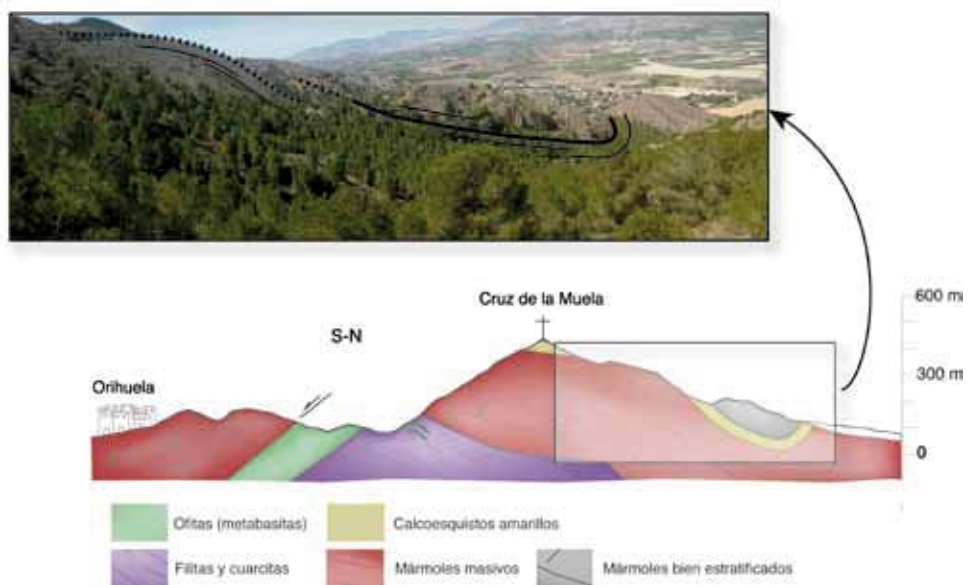 Cruz de la Muela
600 m
S-N
300 m
Orihuela
0
Ofitas (metabasitas)
Calcoesquistos amarillos
Filitas y cuarcitas
Mármoles masivos
Mármoles bien estratificados